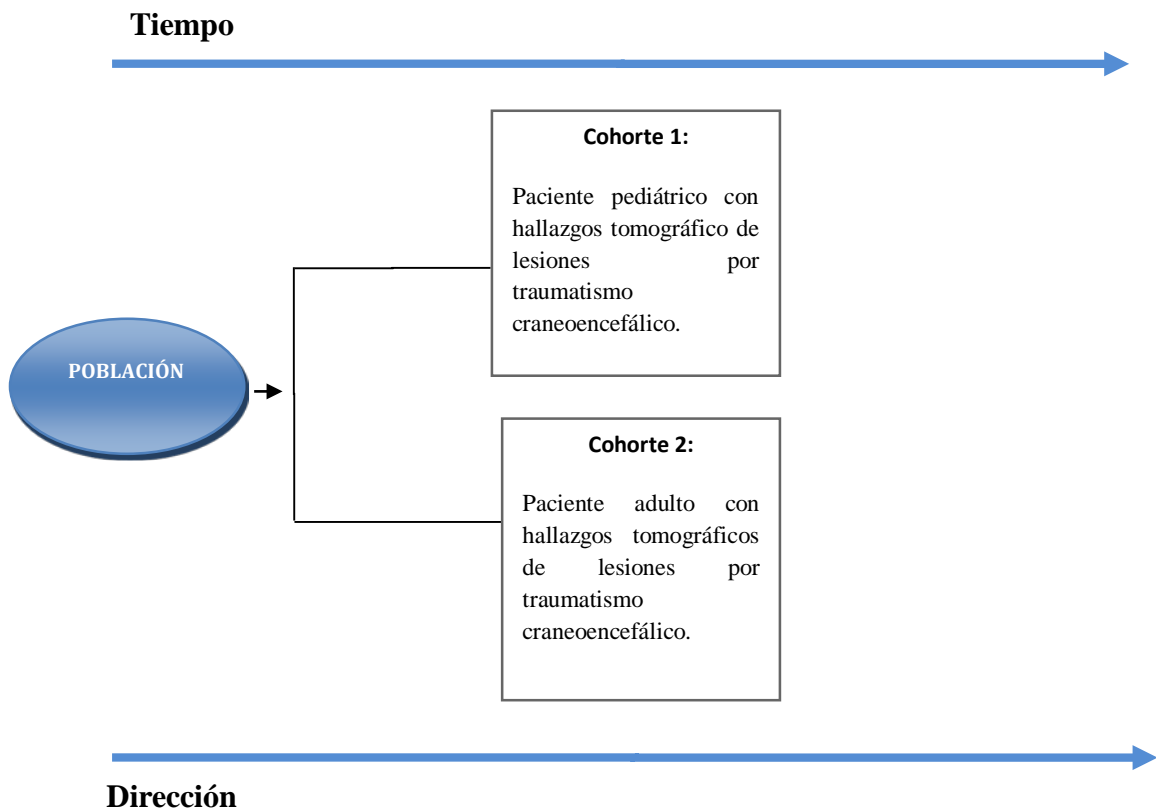 Tiempo
Cohorte 1:
Paciente pediátrico con
hallazgos tomográfico de
lesiones por
traumatismo
craneoencefálico.
POBLACIÓN
Cohorte 2:
Paciente adulto con
hallazgos tomográficos
de lesiones por
traumatismo
craneoencefálico.
Dirección